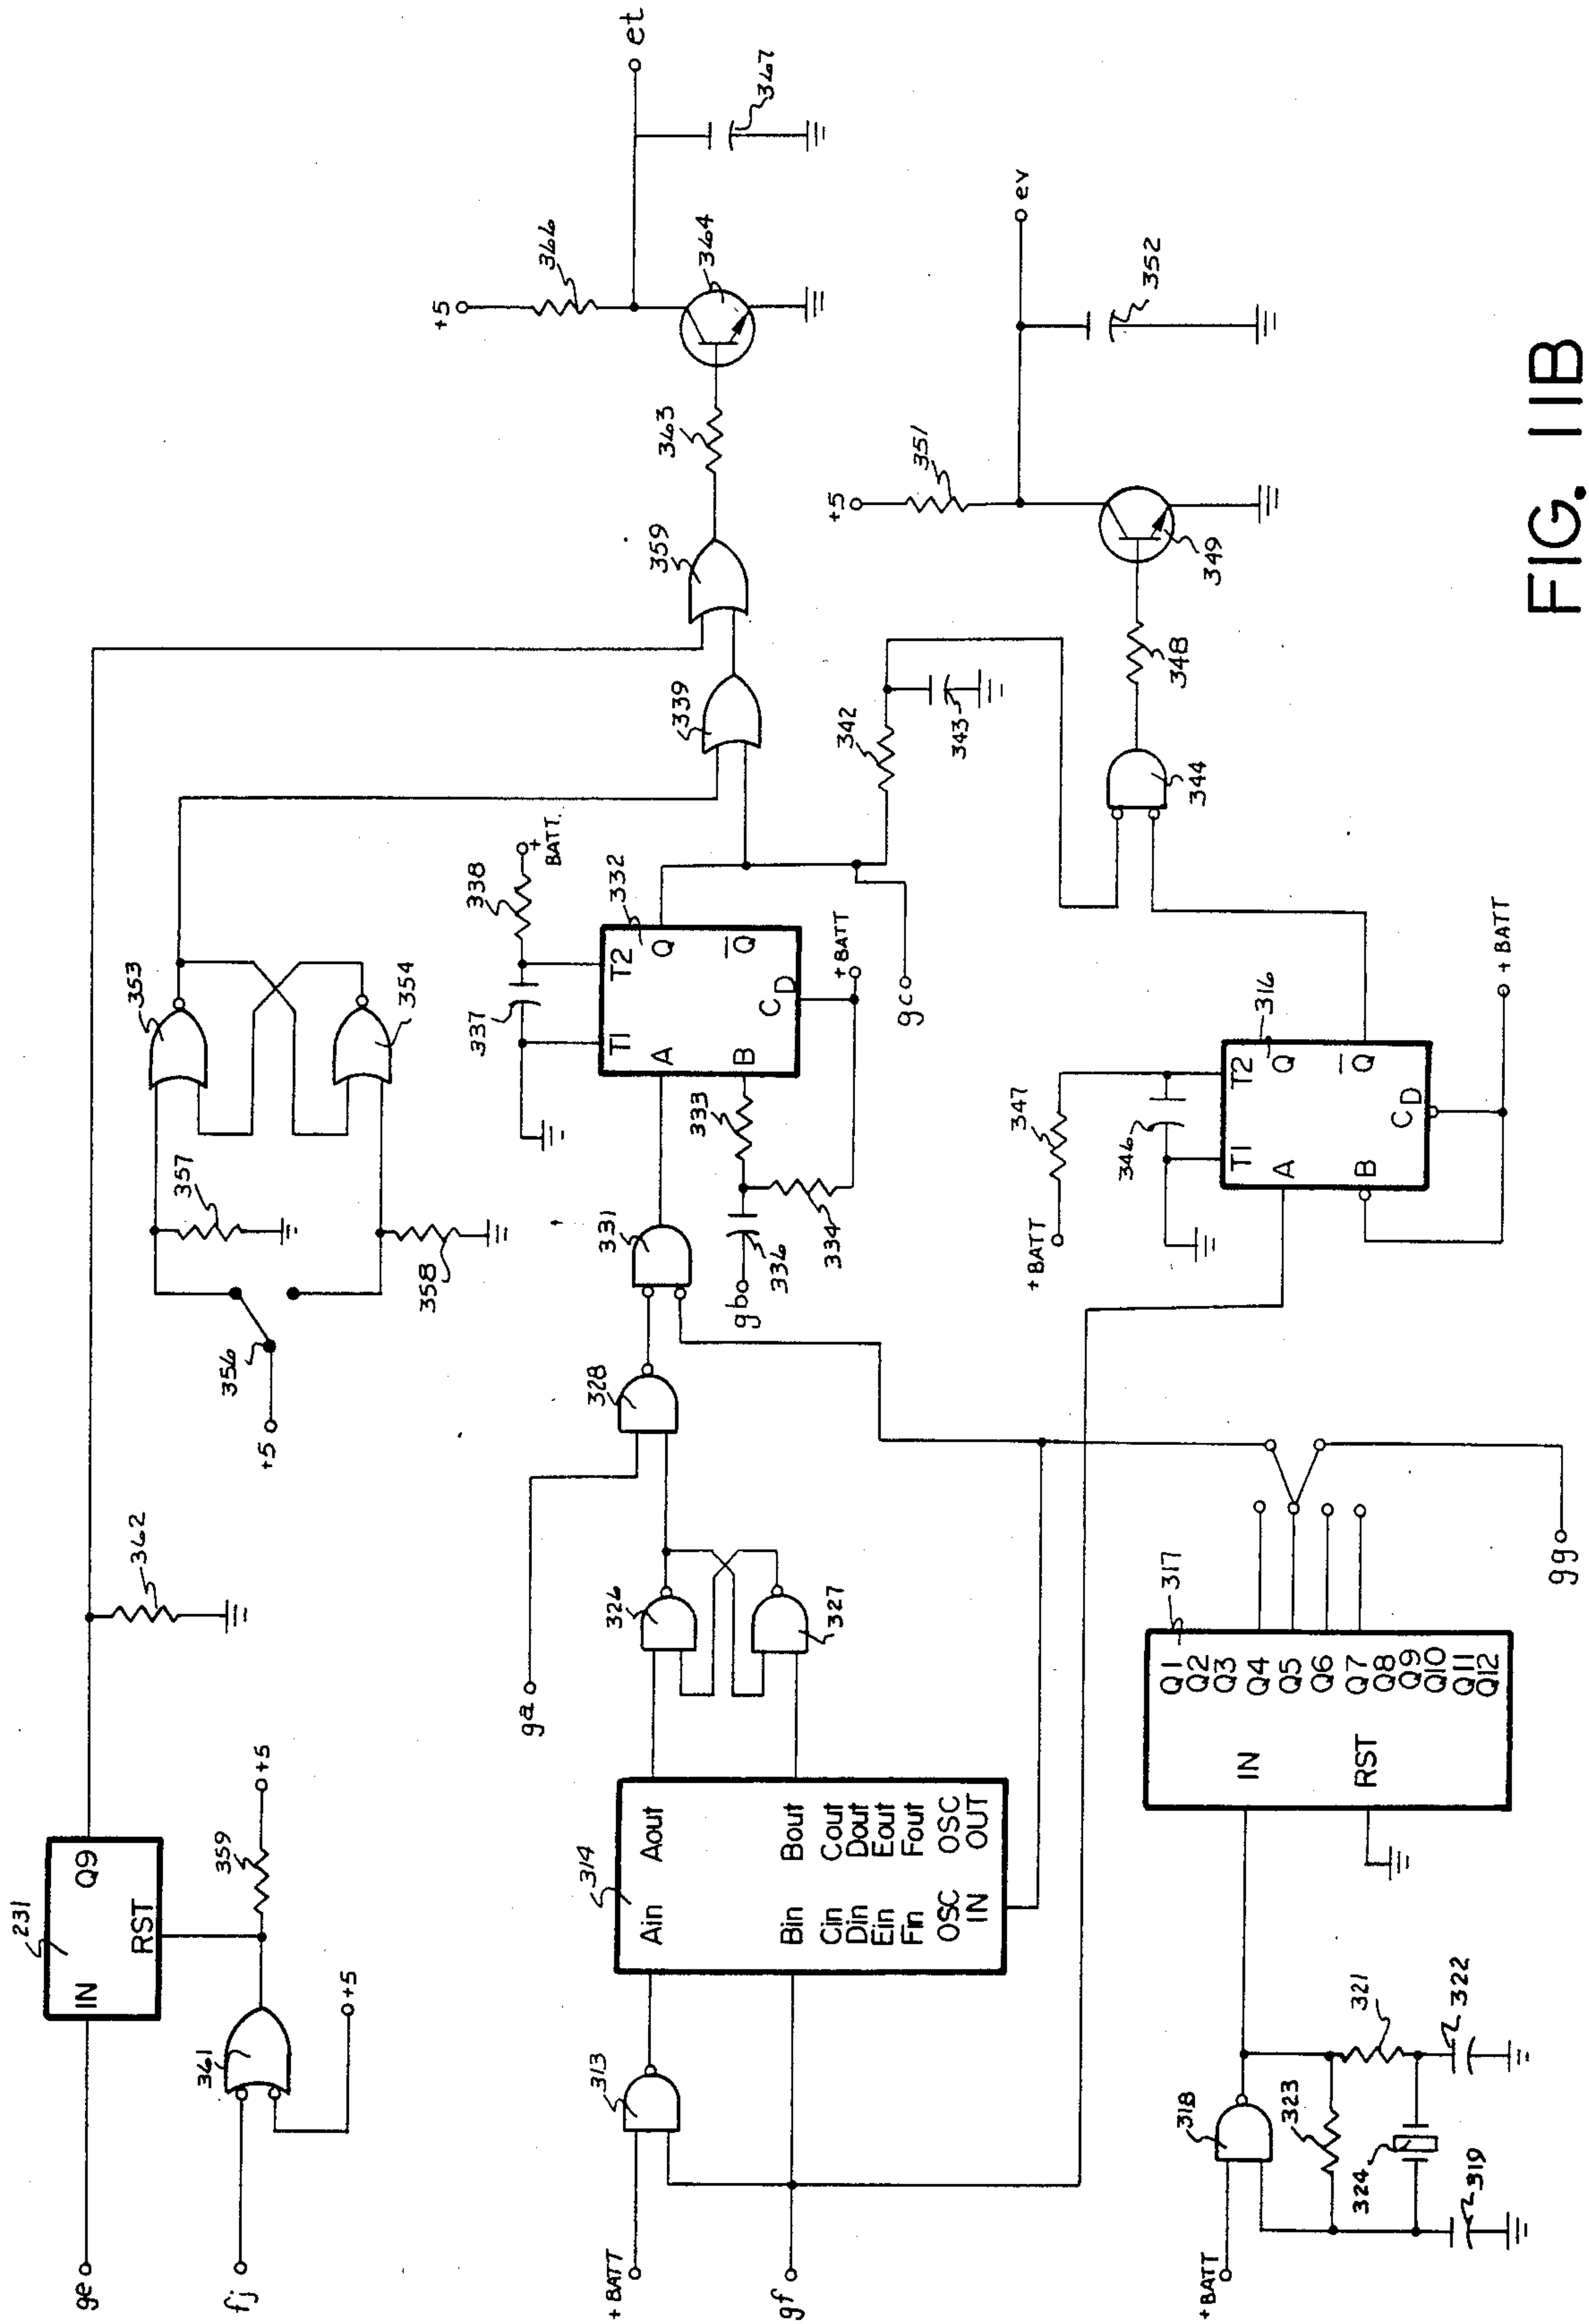 ge
fj
IN
231
Q9
RST
361
+5
359
+5
362
+5
356
357
358
353
354
+BATT
gf
313
314
Ain
Aout
Bin
Bout
Cin
Cout
Din
Dout
Ein
Eout
Fin
Fout
OSC
IN
OSC
OUT
326
327
ga
328
331
gb
336
333
334
337
338
+
BATT.
T1
T2
332
A
Q
B
Q
CD
+BATT
gc
339
359
363
+5
366
364
et
367
342
343
+BATT
318
323
324
319
321
322
317
IN
RST
Q1
Q2
Q3
Q4
Q5
Q6
Q7
Q8
Q9
Q10
Q11
Q12
gg
+BATT
347
346
T1
T2
316
A
Q
B
Q
CD
+BATT
344
348
349
+5
351
ev
352
FIG. 11B